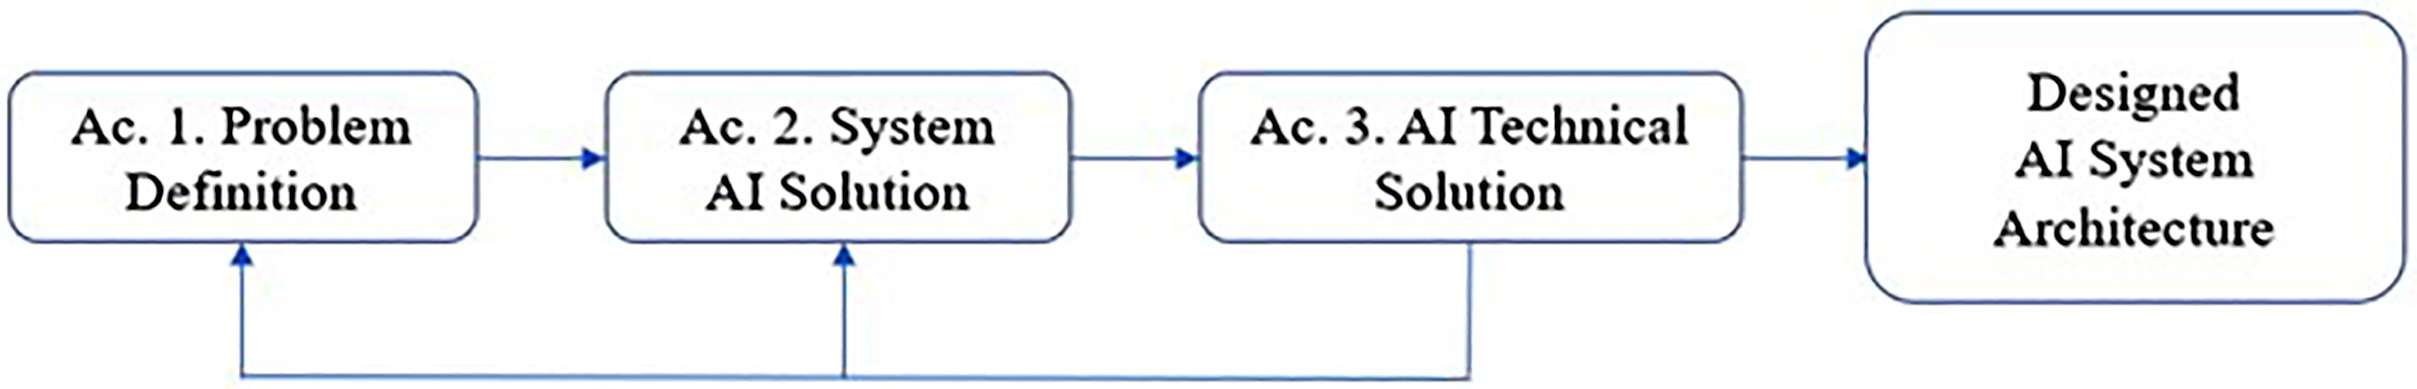 Ac. 1. Problem
Definition
Ac. 2. System
AI Solution
Ac. 3. AI Technical
Solution
Designed
AI System
Architecture